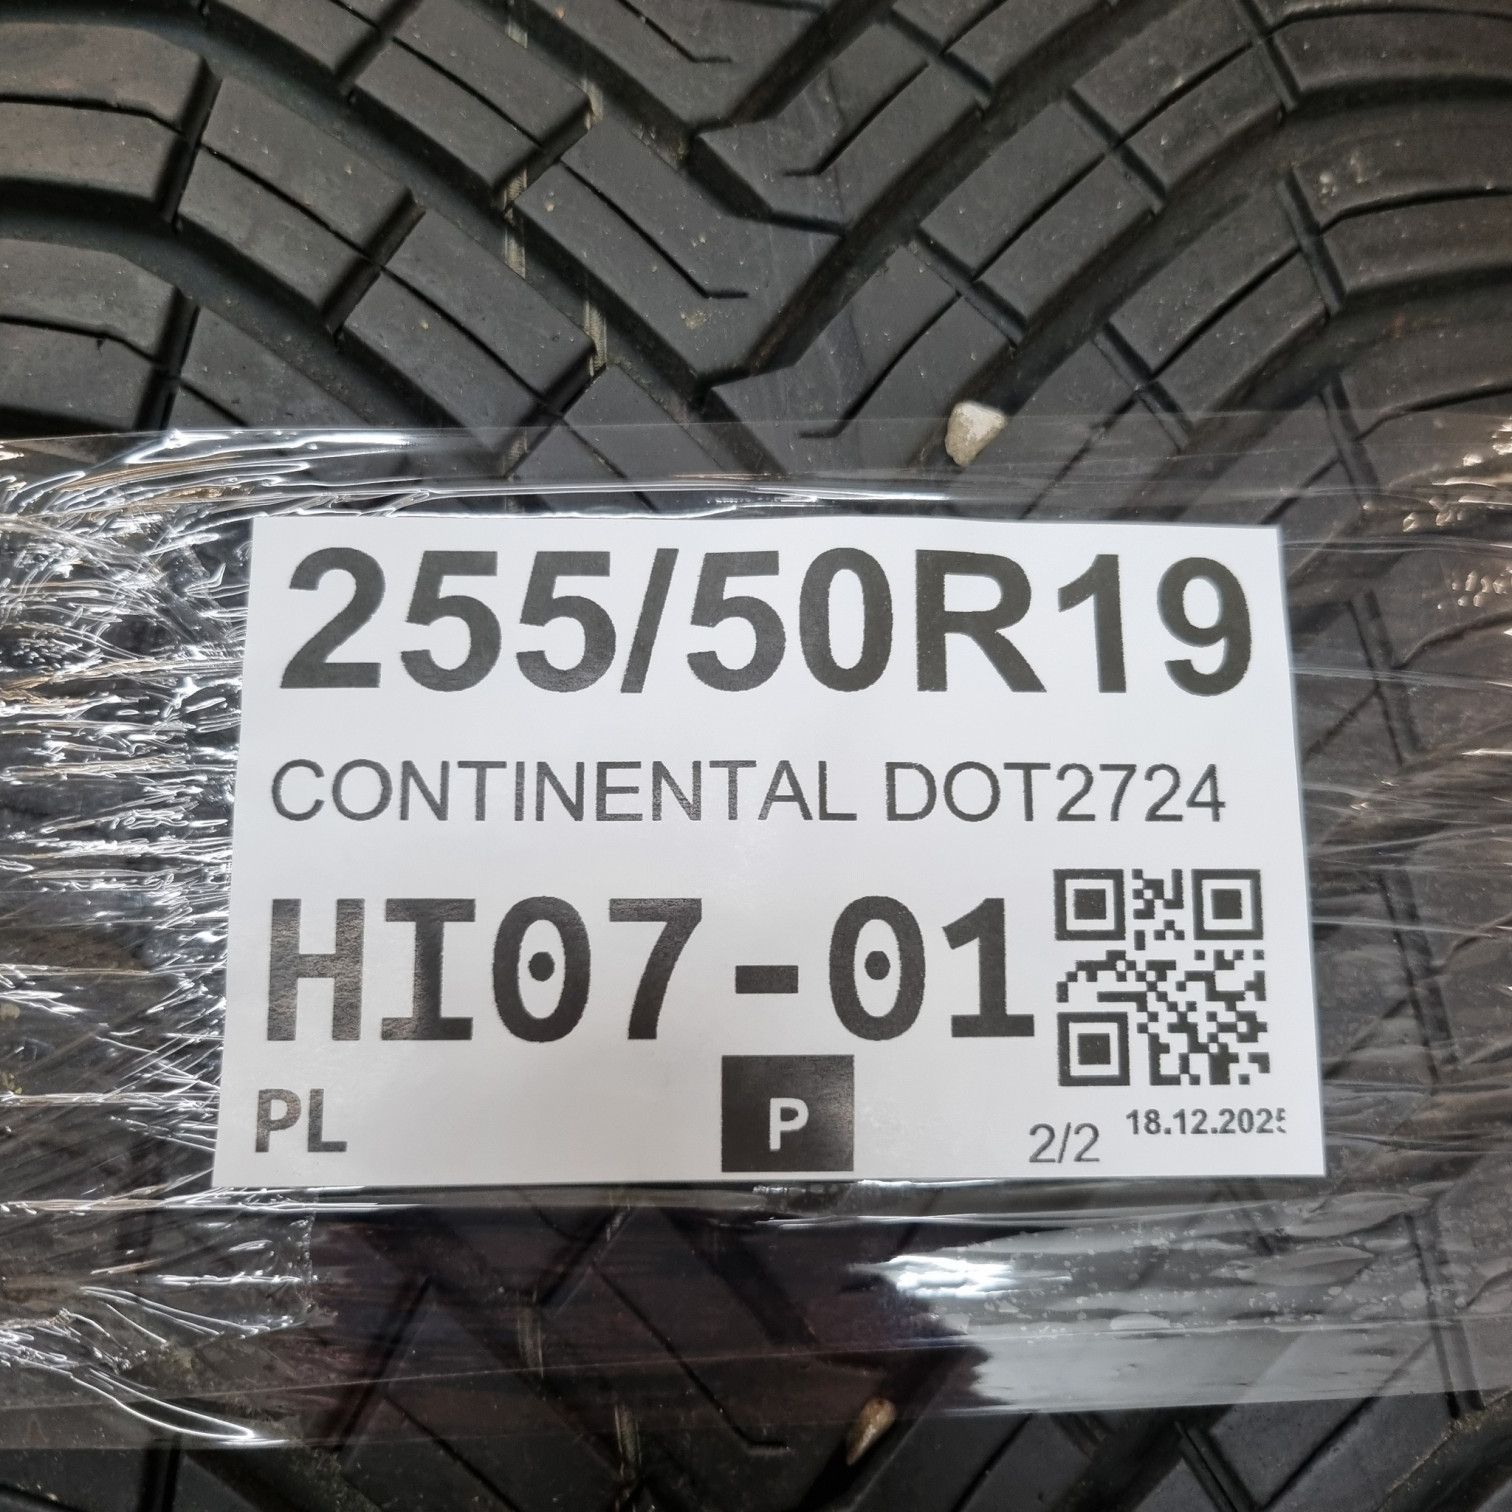 255/50R19
CONTINENTAL DOT2724
HI07-01
PL
P
2/2
18.12.2025